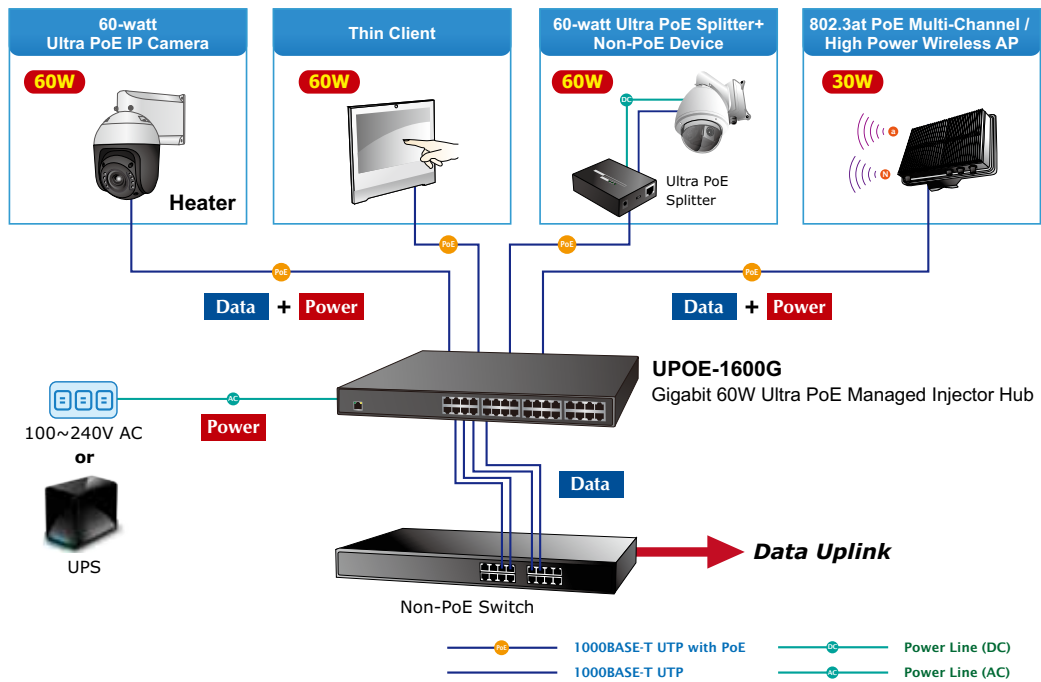 60-watt
Ultra PoE IP Camera
Thin Client
60-watt Ultra PoE Splitter+
Non-PoE Device
802.3at PoE Multi-Channel /
High Power Wireless AP
60W
60W
60W
30W
DC
a
N
Heater
Ultra PoE
Splitter
PoE
PoE
PoE
PoE
Data + Power
Data + Power
UPOE-1600G
Gigabit 60W Ultra PoE Managed Injector Hub
AC
Power
100~240V AC
or
UPS
Data
Data Uplink
Non-PoE Switch
PoE 1000BASE-T UTP with PoE
DC Power Line (DC)
1000BASE-T UTP
AC Power Line (AC)